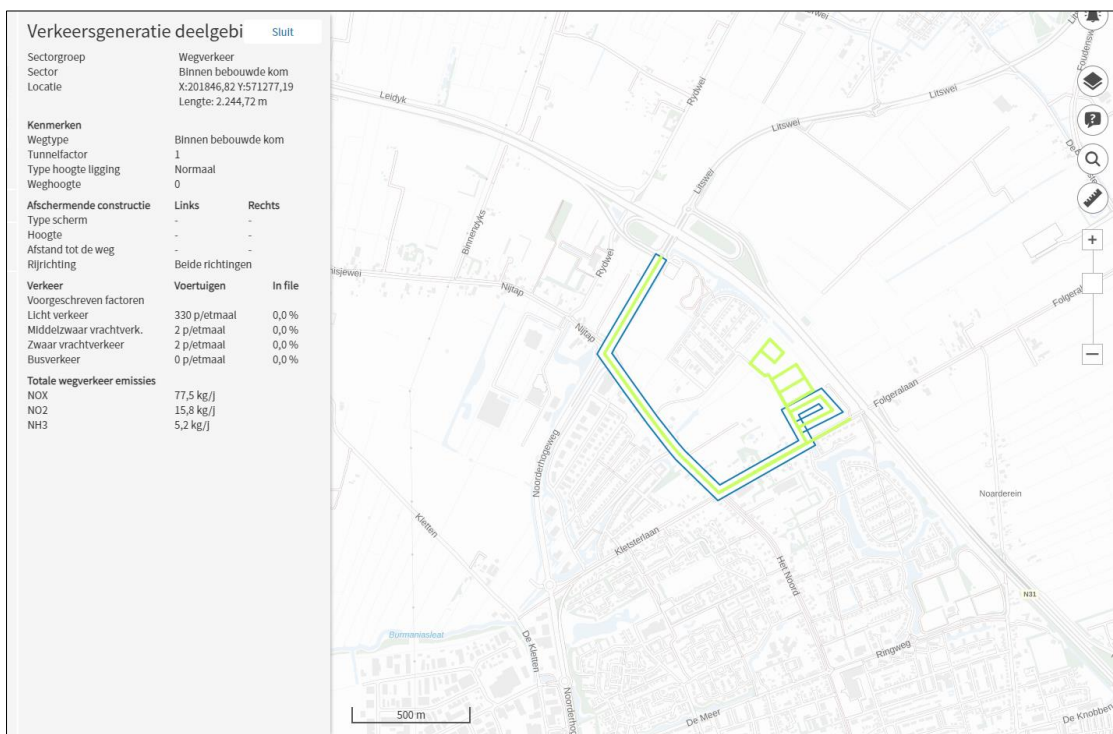 Verkeersgeneratie deelgebi
Sluit
Sectorgroep Wegverkeer
Sector Binnen bebouwde kom
Locatie X:201846,82 Y:571277,19
Lengte: 2.244,72 m
Kenmerken
Wegtype Binnen bebouwde kom
Tunnelfactor 1
Type hoogte ligging Normaal
Weghoogte 0
Afschermende constructie Links Rechts
Type scherm - -
Hoogte - -
Afstand tot de weg - -
Rijrichting Beide richtingen
Verkeer Voertuigen In file
Voorgeschreven factoren
Licht verkeer 330 p/etmaal 0,0 %
Middelzwaar vrachtverk. 2 p/etmaal 0,0 %
Zwaar vrachtverkeer 2 p/etmaal 0,0 %
Busverkeer 0 p/etmaal 0,0 %
Totale wegverkeer emissies
NOX 77,5 kg/j
NO2 15,8 kg/j
NH3 5,2 kg/j
Leidyk
Rydwei
Litswei
Litswei
Litswei
Foudensw
De
Binnendyks
Rydwei
nisjewei
Nijtap
Nijtap
Folgeral
Folgeralaan
Noorderhogeweg
Noarderein
Kletten
Kletsterlaan
Het Noord
N31
Burmaniasleat
De Kletten
Ringweg
Noorderho
De Meer
De Knobben
500 m
+
−